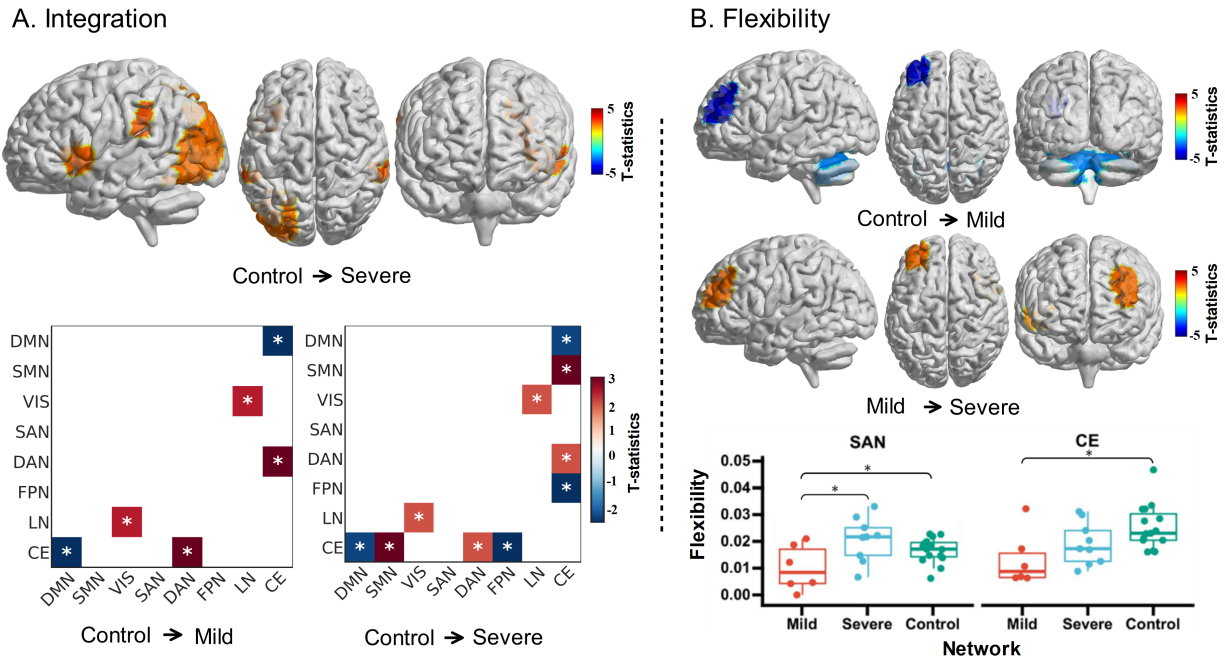 A. Integration
5
-5
T-statistics
Control → Severe
DMN
SMN
VIS
SAN
DAN
FPN
LN
CE
* * * * * *
DMN SMN VIS SAN DAN FPN LN CE
Control → Mild
DMN
SMN
VIS
SAN
DAN
FPN
LN
CE
* * * * * * * * * *
DMN SMN VIS SAN DAN FPN LN CE
3
2
1
0
-1
-2
T-statistics
Control → Severe
B. Flexibility
5
-5
T-statistics
Control → Mild
5
-5
T-statistics
Mild → Severe
SAN CE
* * *
0.05
0.04
0.03
0.02
0.01
0.00
Flexibility
Mild Severe Control Mild Severe Control
Network